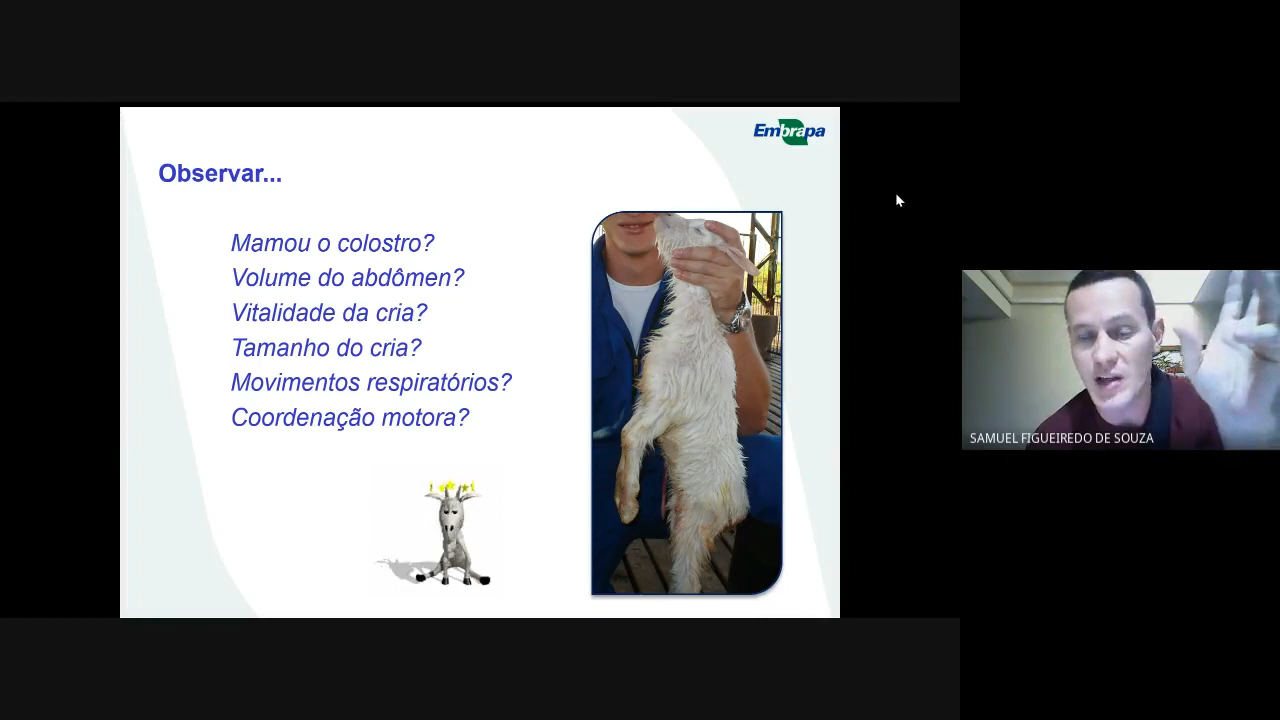 Embrapa
Observar...
Mamou o colostro?
Volume do abdômen?
Vitalidade da cria?
Tamanho do cria?
Movimentos respiratórios?
Coordenação motora?
SAMUEL FIGUEIREDO DE SOUZA